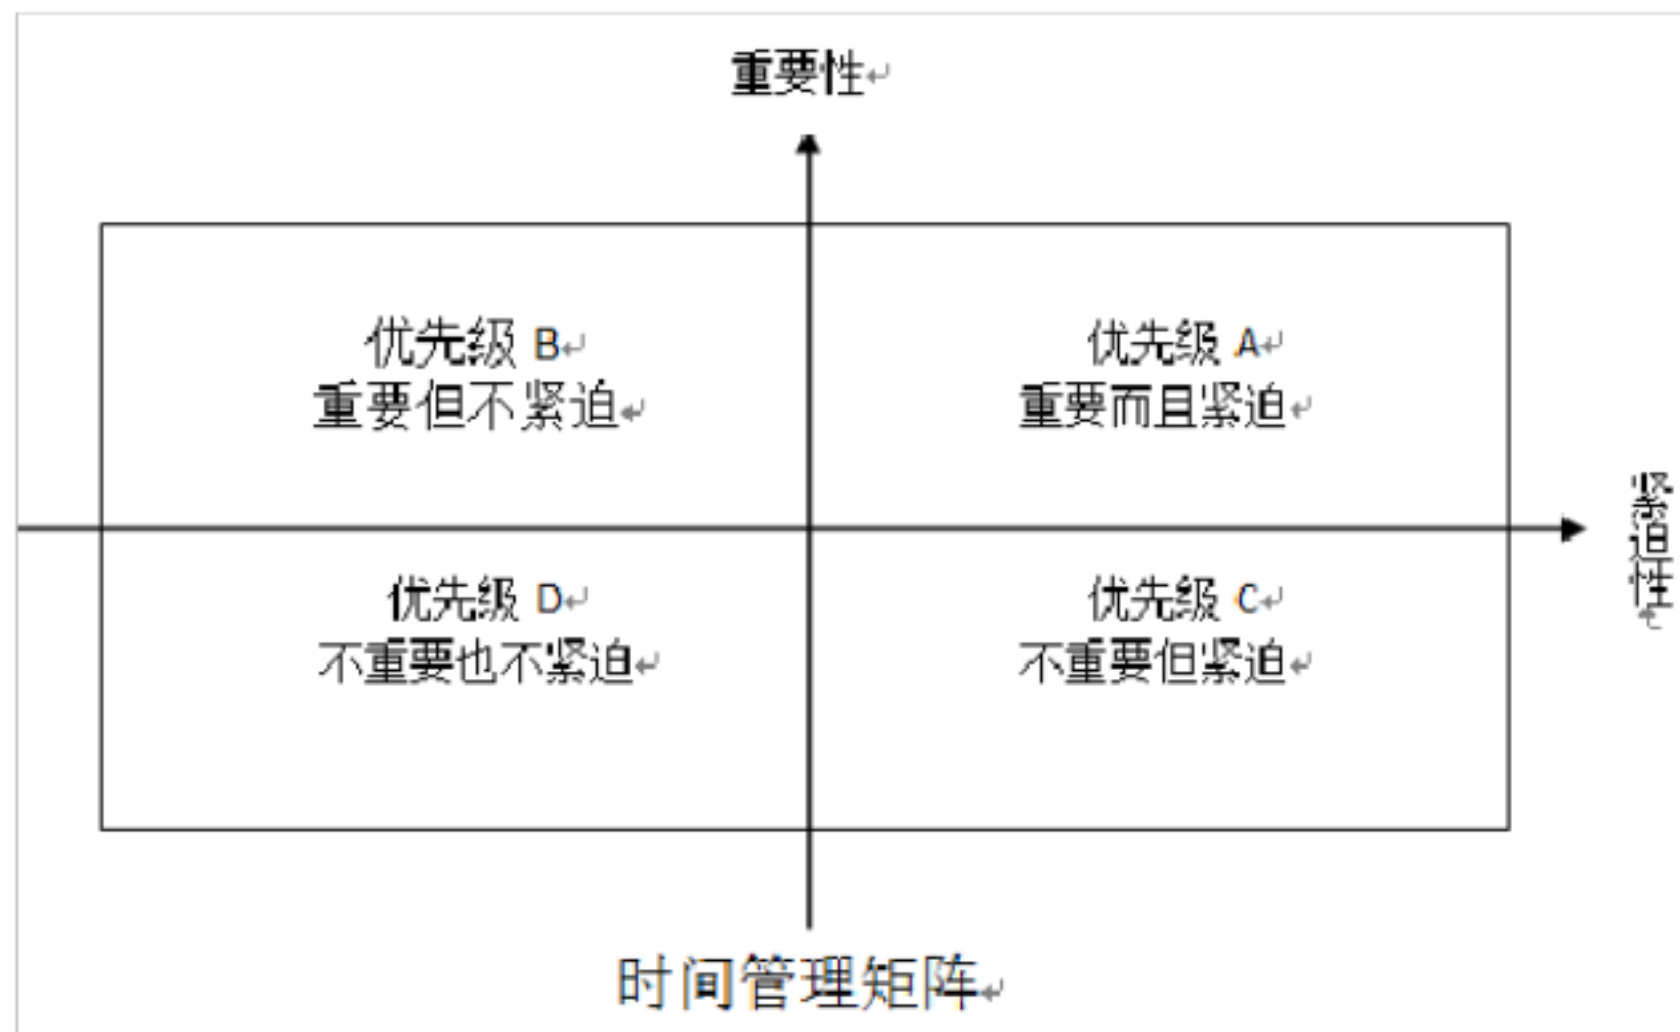 重要性
优先级 B
重要但不紧迫
优先级 A
重要而且紧迫
紧迫性
优先级 D
不重要也不紧迫
优先级 C
不重要但紧迫
时间管理矩阵